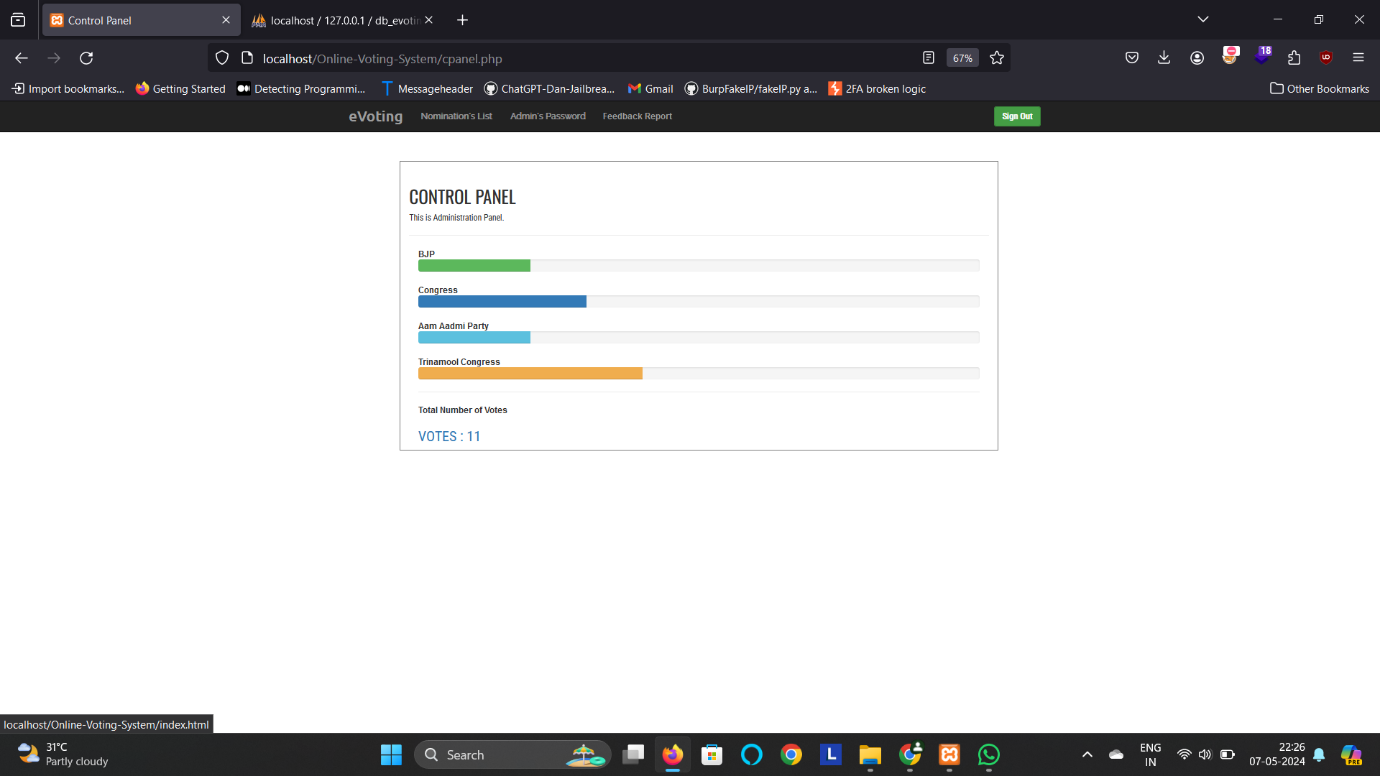 Control Panel
localhost / 127.0.0.1 / db_evotin
localhost/Online-Voting-System/cpanel.php
67%
18
Import bookmarks...
Getting Started
Detecting Programmi...
Messageheader
ChatGPT-Dan-Jailbrea...
Gmail
BurpFakeIP/fakeIP.py a...
2FA broken logic
Other Bookmarks
eVoting
Nomination's List
Admin's Password
Feedback Report
Sign Out
CONTROL PANEL
This is Administration Panel.
BJP
Congress
Aam Aadmi Party
Trinamool Congress
Total Number of Votes
VOTES : 11
localhost/Online-Voting-System/index.html
31°C
Partly cloudy
Search
L
ENG
IN
22:26
07-05-2024
PRE